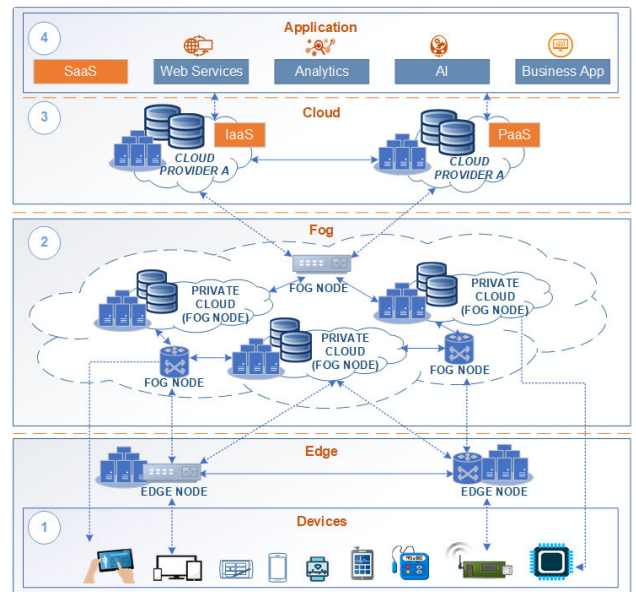 4
Application
SaaS
Web Services
Analytics
AI
Business App
3
Cloud
IaaS
CLOUD
PROVIDER A
PaaS
CLOUD
PROVIDER A
2
Fog
FOG NODE
PRIVATE
CLOUD
(FOG NODE)
PRIVATE
CLOUD
(FOG NODE)
PRIVATE
CLOUD
(FOG NODE)
FOG NODE
FOG NODE
Edge
EDGE NODE
EDGE NODE
1
Devices